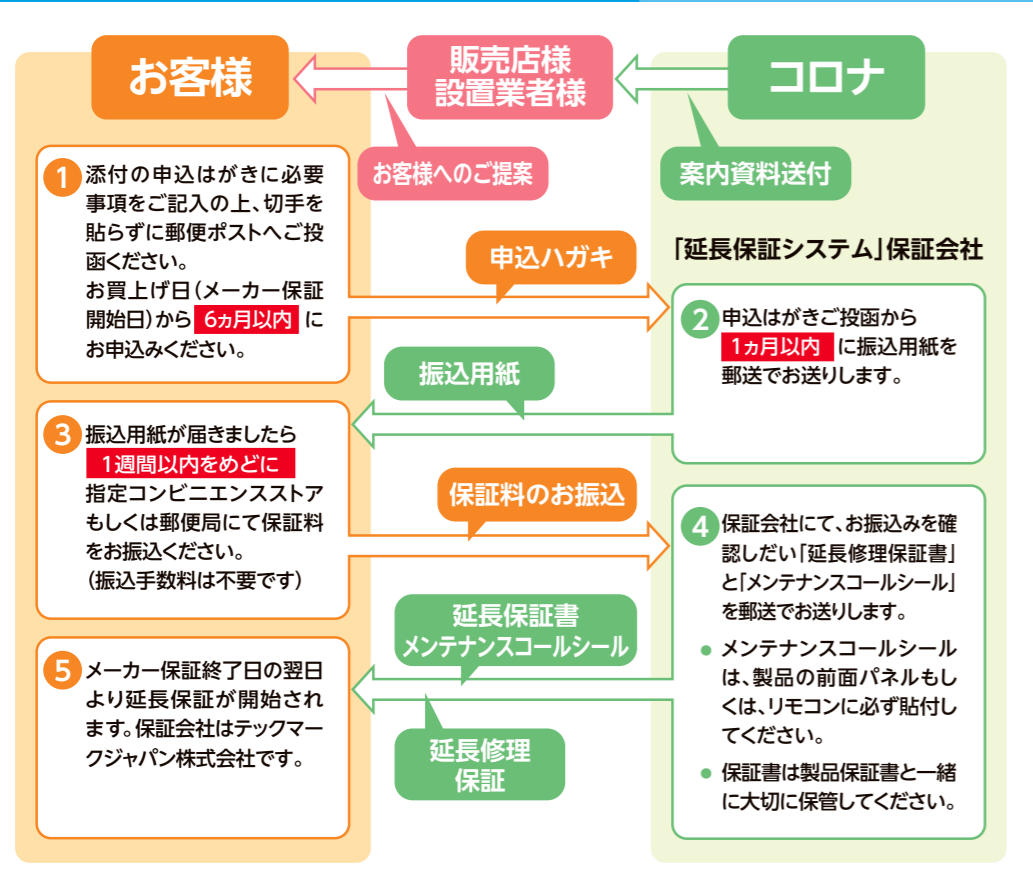 お客様
販売店様
設置業者様
コロナ
お客様へのご提案
案内資料送付
1 添付の申込はがきに必要
事項をご記入の上、切手を
貼らずに郵便ポストへご投
函ください。
お買上げ日(メーカー保証
開始日)から 6ヵ月以内 に
お申込みください。
申込ハガキ
「延長保証システム」保証会社
2 申込はがきご投函から
1ヵ月以内 に振込用紙を
郵送でお送りします。
振込用紙
3 振込用紙が届きましたら
1週間以内をめどに
指定コンビニエンスストア
もしくは郵便局にて保証料
をお振込ください。
(振込手数料は不要です)
保証料のお振込
4 保証会社にて、お振込みを確
認しだい「延長修理保証書」
と「メンテナンスコールシール」
を郵送でお送りします。
● メンテナンスコールシール
は、製品の前面パネルもし
くは、リモコンに必ず貼付し
てください。
● 保証書は製品保証書と一緒
に大切に保管してください。
延長保証書
メンテナンスコールシール
5 メーカー保証終了日の翌日
より延長保証が開始され
ます。保証会社はテックマー
クジャパン株式会社です。
延長修理
保証